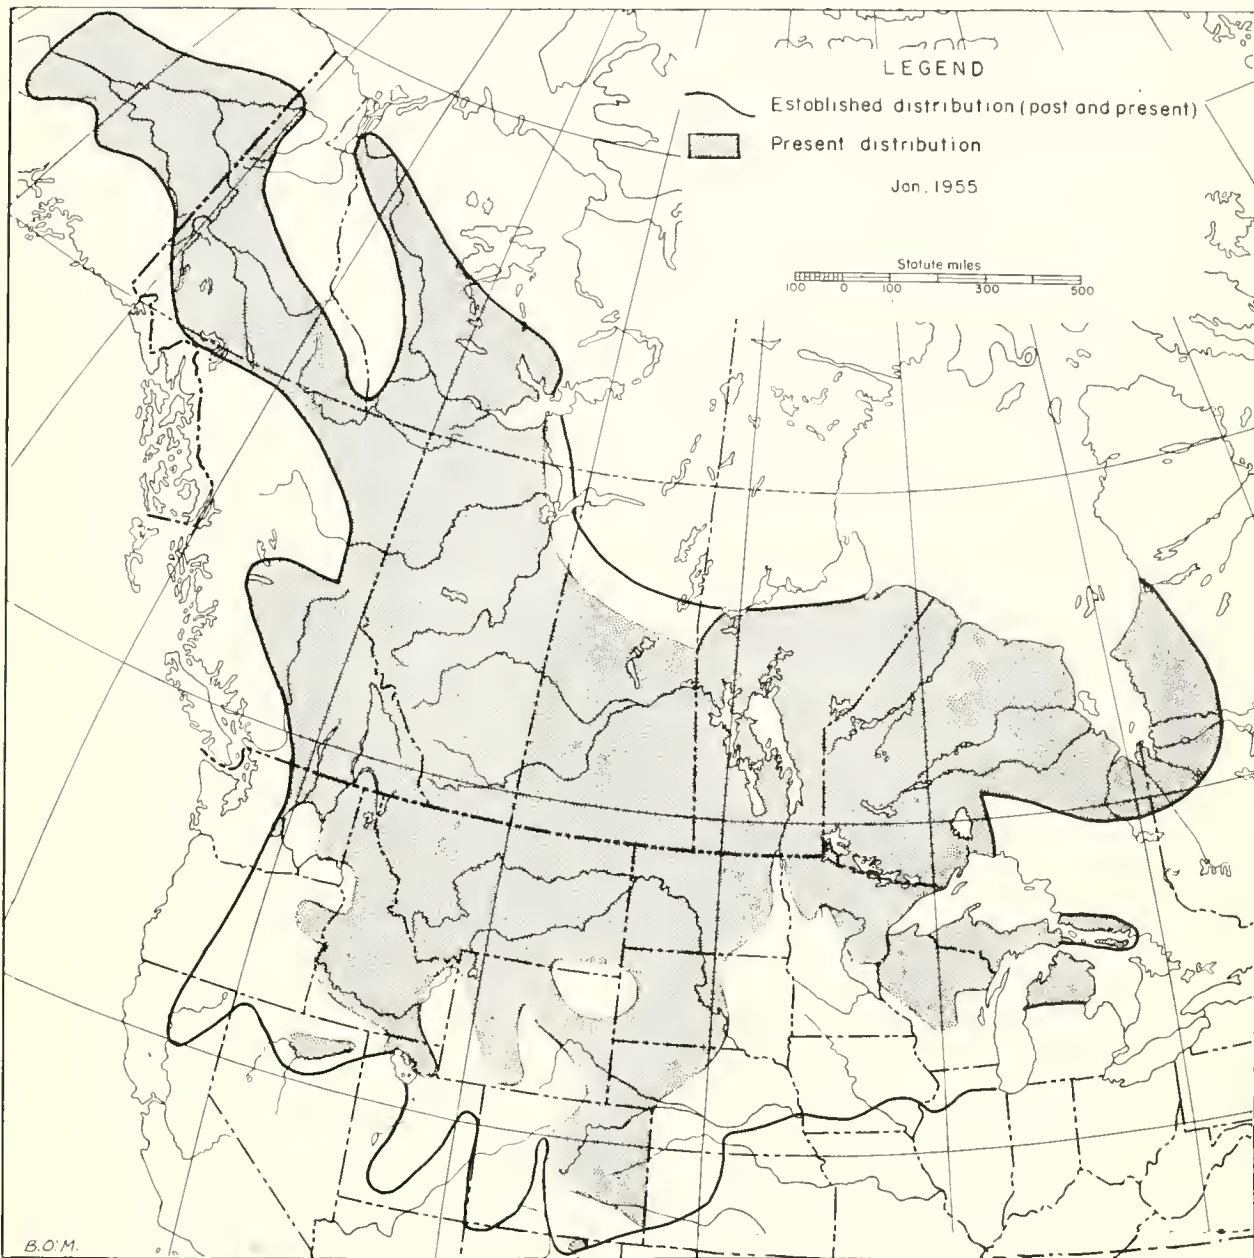 LEGEND
Established distribution (past and present)
Present distribution
Jan. 1955
Statute miles
100 0 100 300 500
B.O.M.